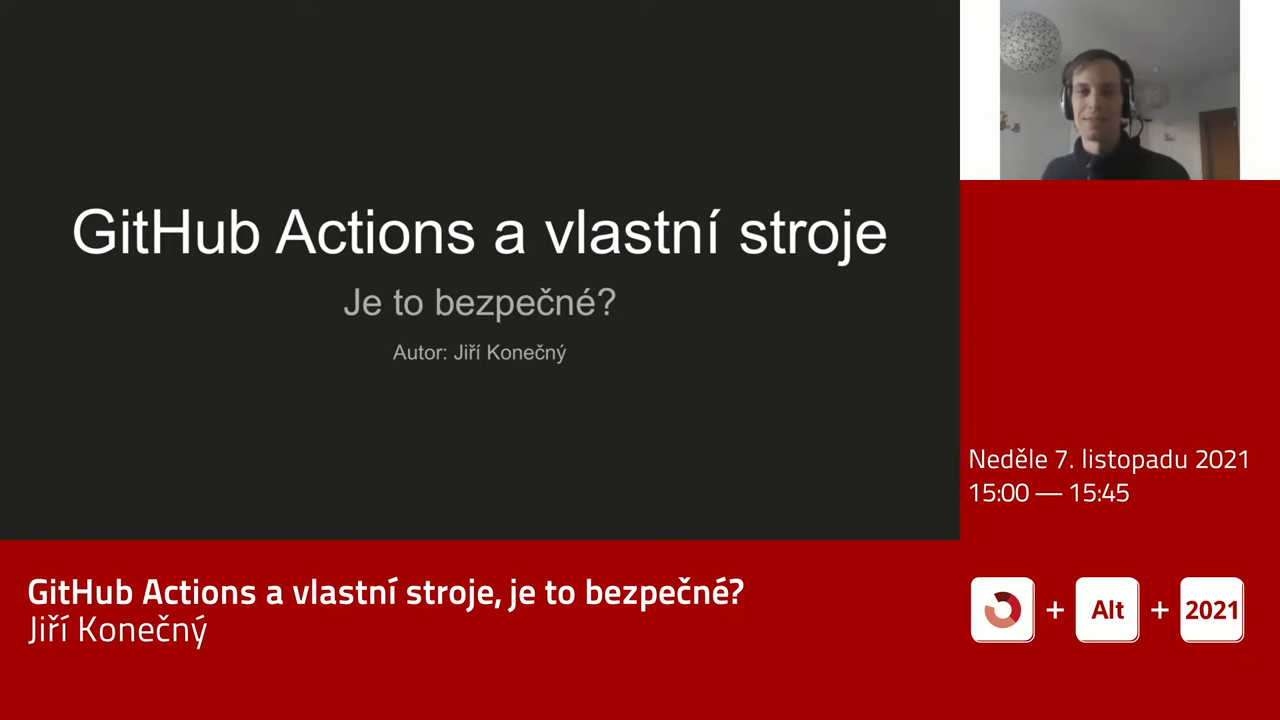 GitHub Actions a vlastní stroje
Je to bezpečné?
Autor: Jiří Konečný
Neděle 7. listopadu 2021
15:00 — 15:45
GitHub Actions a vlastní stroje, je to bezpečné?
Jiří Konečný
+ Alt + 2021